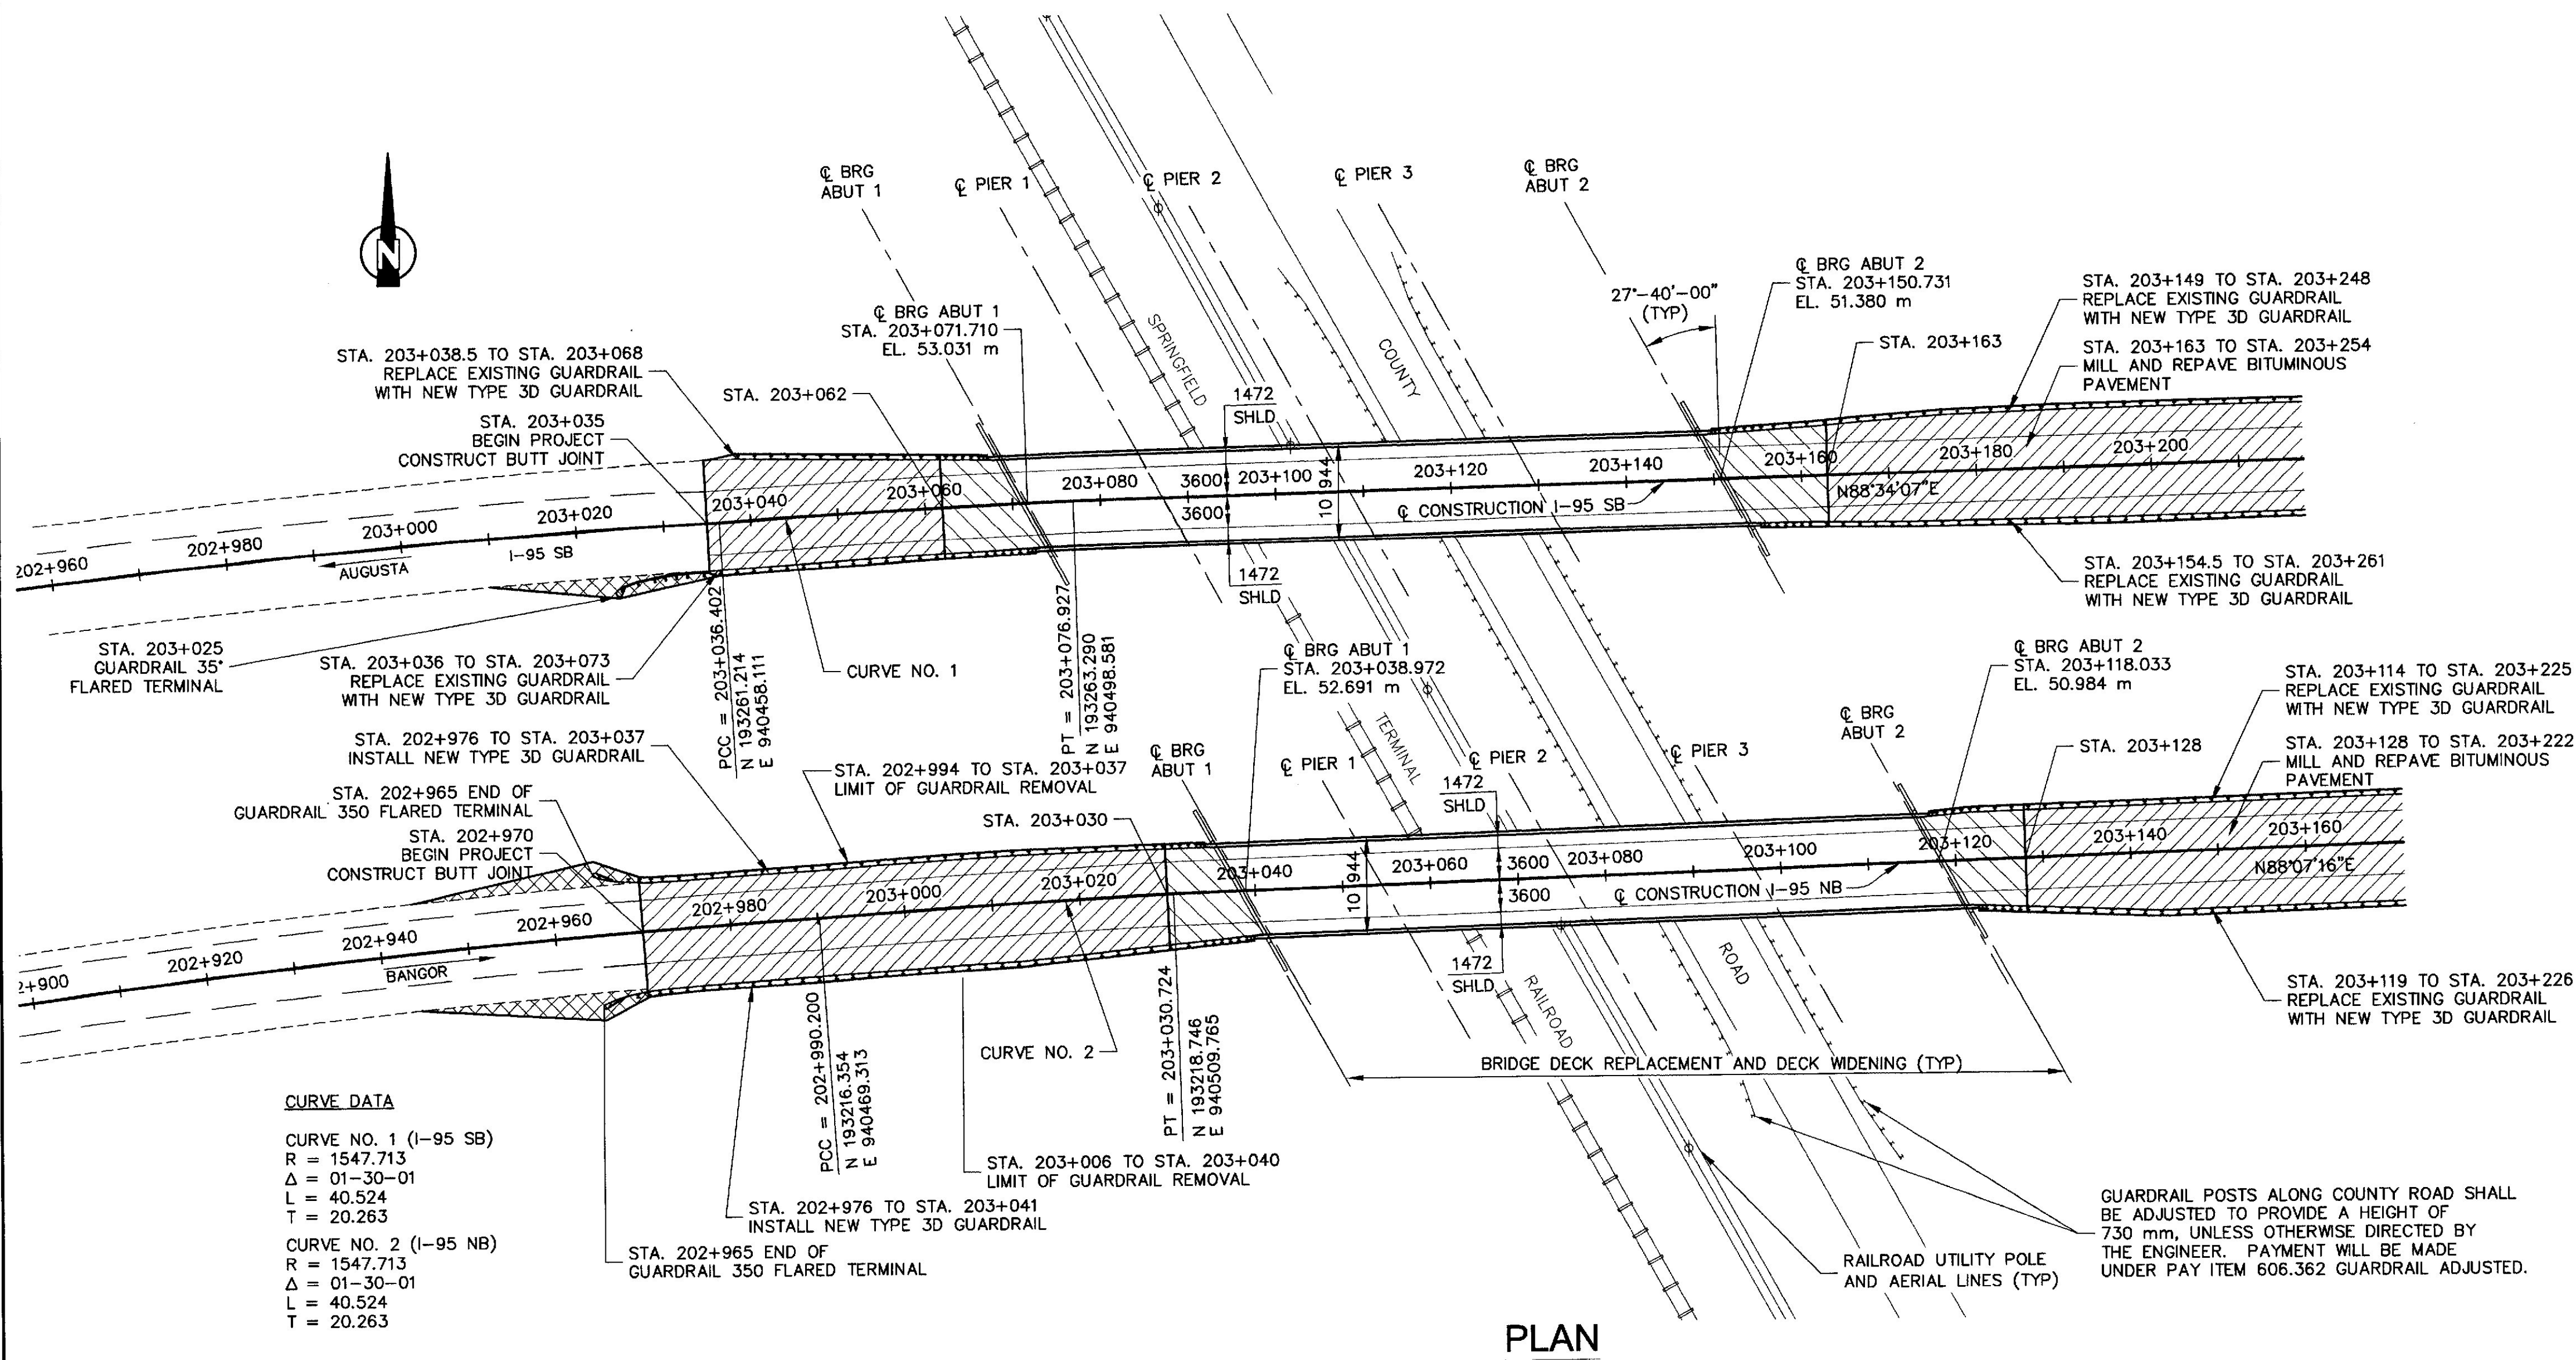 N
℄ BRG
ABUT 1
℄ PIER 1
℄ PIER 2
℄ PIER 3
℄ BRG
ABUT 2
℄ BRG ABUT 1
STA. 203+071.710
EL. 53.031 m
27°-40'-00"
(TYP)
℄ BRG ABUT 2
STA. 203+150.731
EL. 51.380 m
STA. 203+163
STA. 203+149 TO STA. 203+248
REPLACE EXISTING GUARDRAIL
WITH NEW TYPE 3D GUARDRAIL
STA. 203+163 TO STA. 203+254
MILL AND REPAVE BITUMINOUS
PAVEMENT
STA. 203+038.5 TO STA. 203+068
REPLACE EXISTING GUARDRAIL
WITH NEW TYPE 3D GUARDRAIL
STA. 203+062
STA. 203+035
BEGIN PROJECT
CONSTRUCT BUTT JOINT
SPRINGFIELD
COUNTY
1472
SHLD
202+960
202+980
203+000
203+020
203+040
203+060
203+080
3600
203+100
10 944
203+120
203+140
203+160
203+180
203+200
3600
℄ CONSTRUCTION I-95 SB
N88°34'07"E
I-95 SB
AUGUSTA
1472
SHLD
STA. 203+154.5 TO STA. 203+261
REPLACE EXISTING GUARDRAIL
WITH NEW TYPE 3D GUARDRAIL
STA. 203+025
GUARDRAIL 35°
FLARED TERMINAL
STA. 203+036 TO STA. 203+073
REPLACE EXISTING GUARDRAIL
WITH NEW TYPE 3D GUARDRAIL
PCC = 203+036.402
N 193261.214
E 940458.111
CURVE NO. 1
PT = 203+076.927
N 193263.290
E 940498.581
℄ BRG ABUT 1
STA. 203+038.972
EL. 52.691 m
TERMINAL
℄ BRG ABUT 2
STA. 203+118.033
EL. 50.984 m
STA. 203+114 TO STA. 203+225
REPLACE EXISTING GUARDRAIL
WITH NEW TYPE 3D GUARDRAIL
STA. 203+128 TO STA. 203+222
MILL AND REPAVE BITUMINOUS
PAVEMENT
STA. 203+128
STA. 202+976 TO STA. 203+037
INSTALL NEW TYPE 3D GUARDRAIL
STA. 202+994 TO STA. 203+037
LIMIT OF GUARDRAIL REMOVAL
℄ BRG
ABUT 1
℄ PIER 1
℄ PIER 2
℄ PIER 3
℄ BRG
ABUT 2
STA. 202+965 END OF
GUARDRAIL 350 FLARED TERMINAL
STA. 202+970
BEGIN PROJECT
CONSTRUCT BUTT JOINT
STA. 203+030
1472
SHLD
2+900
202+920
202+940
202+960
202+980
203+000
203+020
203+040
10 944
203+060
3600
203+080
203+100
203+120
203+140
203+160
3600
℄ CONSTRUCTION I-95 NB
N88°07'16"E
BANGOR
1472
SHLD
RAILROAD
ROAD
STA. 203+119 TO STA. 203+226
REPLACE EXISTING GUARDRAIL
WITH NEW TYPE 3D GUARDRAIL
PCC = 202+990.200
N 193216.354
E 940469.313
CURVE NO. 2
PT = 203+030.724
N 193218.746
E 940509.765
BRIDGE DECK REPLACEMENT AND DECK WIDENING (TYP)
STA. 203+006 TO STA. 203+040
LIMIT OF GUARDRAIL REMOVAL
STA. 202+976 TO STA. 203+041
INSTALL NEW TYPE 3D GUARDRAIL
STA. 202+965 END OF
GUARDRAIL 350 FLARED TERMINAL
CURVE DATA
CURVE NO. 1 (I-95 SB)
R = 1547.713
Δ = 01-30-01
L = 40.524
T = 20.263
CURVE NO. 2 (I-95 NB)
R = 1547.713
Δ = 01-30-01
L = 40.524
T = 20.263
RAILROAD UTILITY POLE
AND AERIAL LINES (TYP)
GUARDRAIL POSTS ALONG COUNTY ROAD SHALL
BE ADJUSTED TO PROVIDE A HEIGHT OF
730 mm, UNLESS OTHERWISE DIRECTED BY
THE ENGINEER. PAYMENT WILL BE MADE
UNDER PAY ITEM 606.362 GUARDRAIL ADJUSTED.
PLAN